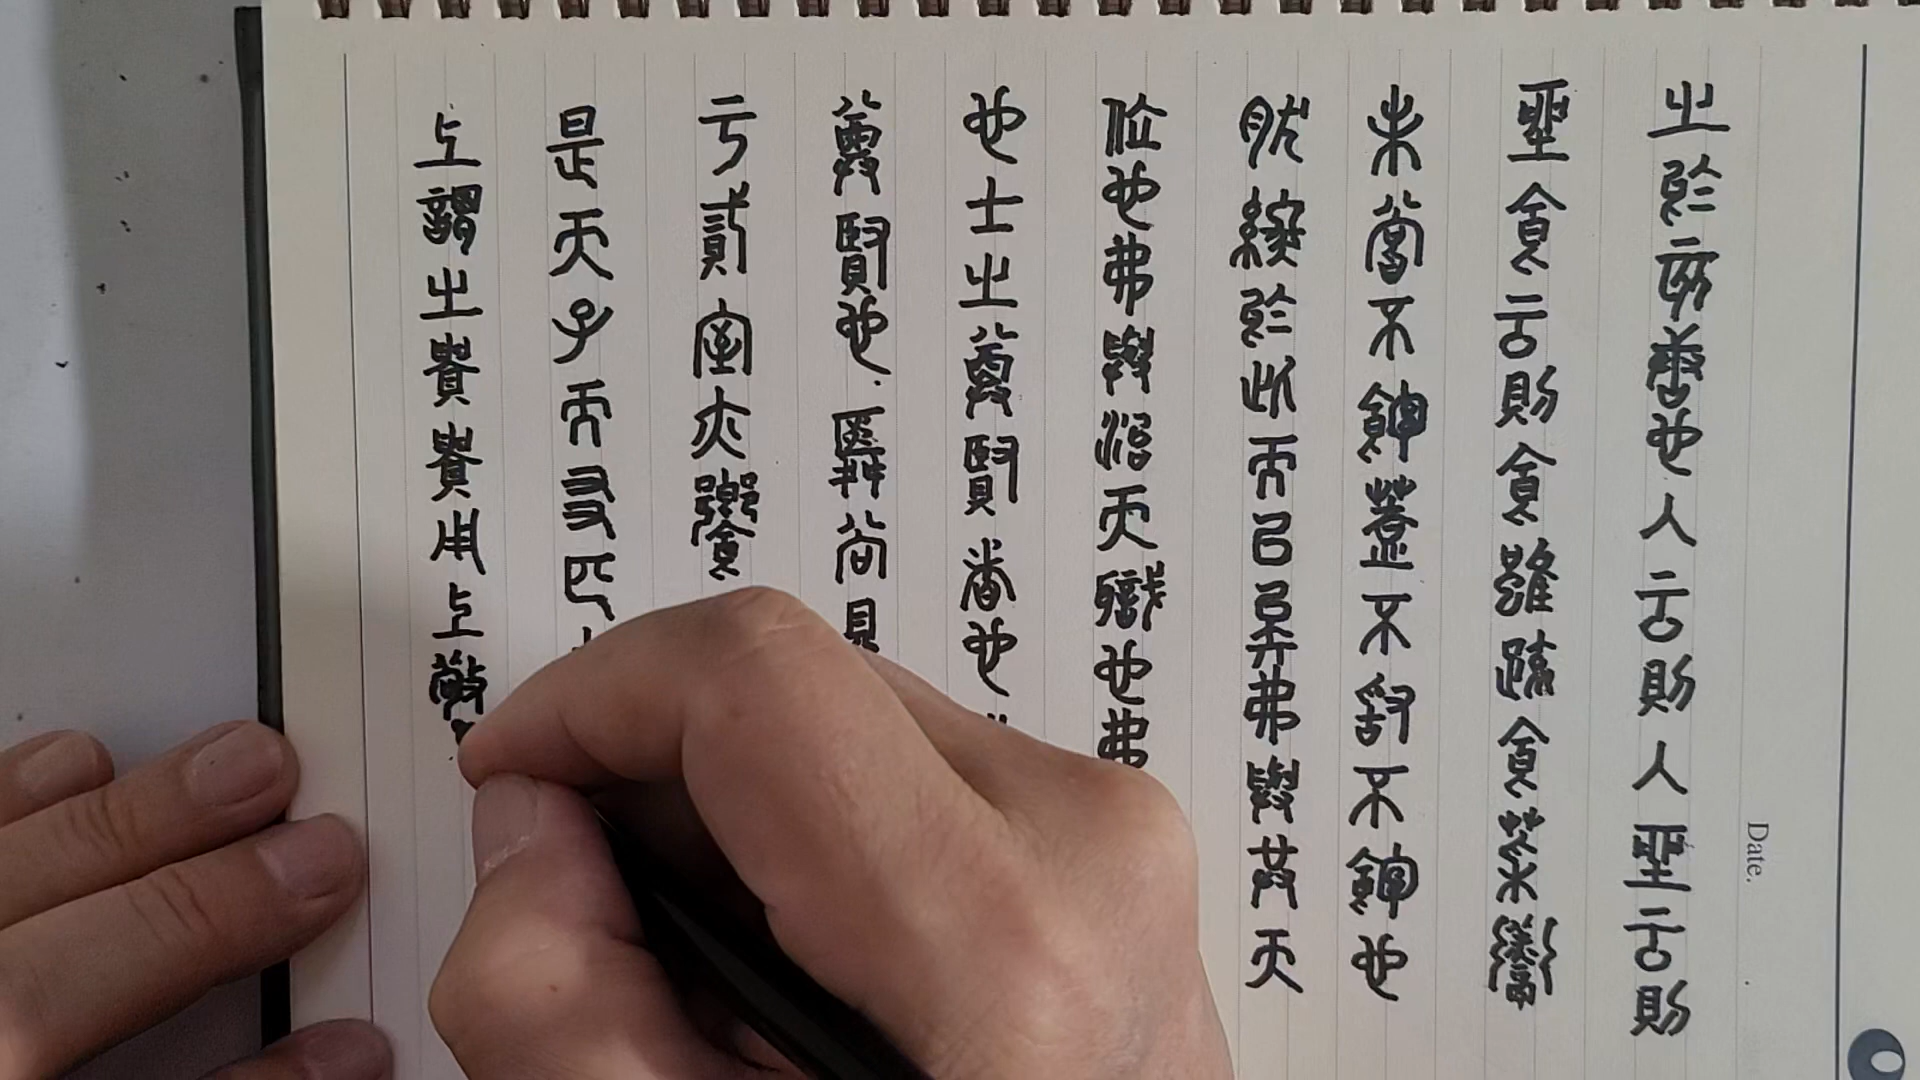 之於亥唐也入云則入坐云則
坐食云則食雖疏食菜羹
未嘗不飽蓋不敢不飽也
然終於此而已矣弗與共天
位也弗與治天職也弗
也士之尊賢者也
尊賢也舜尚見
于貳室亦饗
是天子而友匹
上謂之貴貴用上敬
Date.